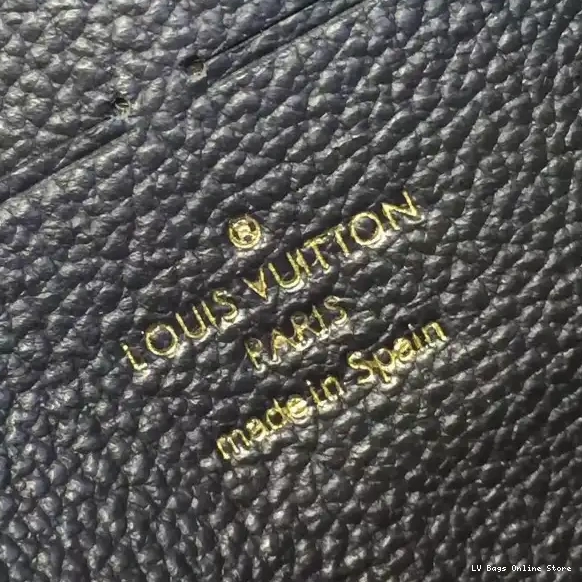 ®
LOUIS VUITTON
PARIS
made in Spain
LV Bags Online Store